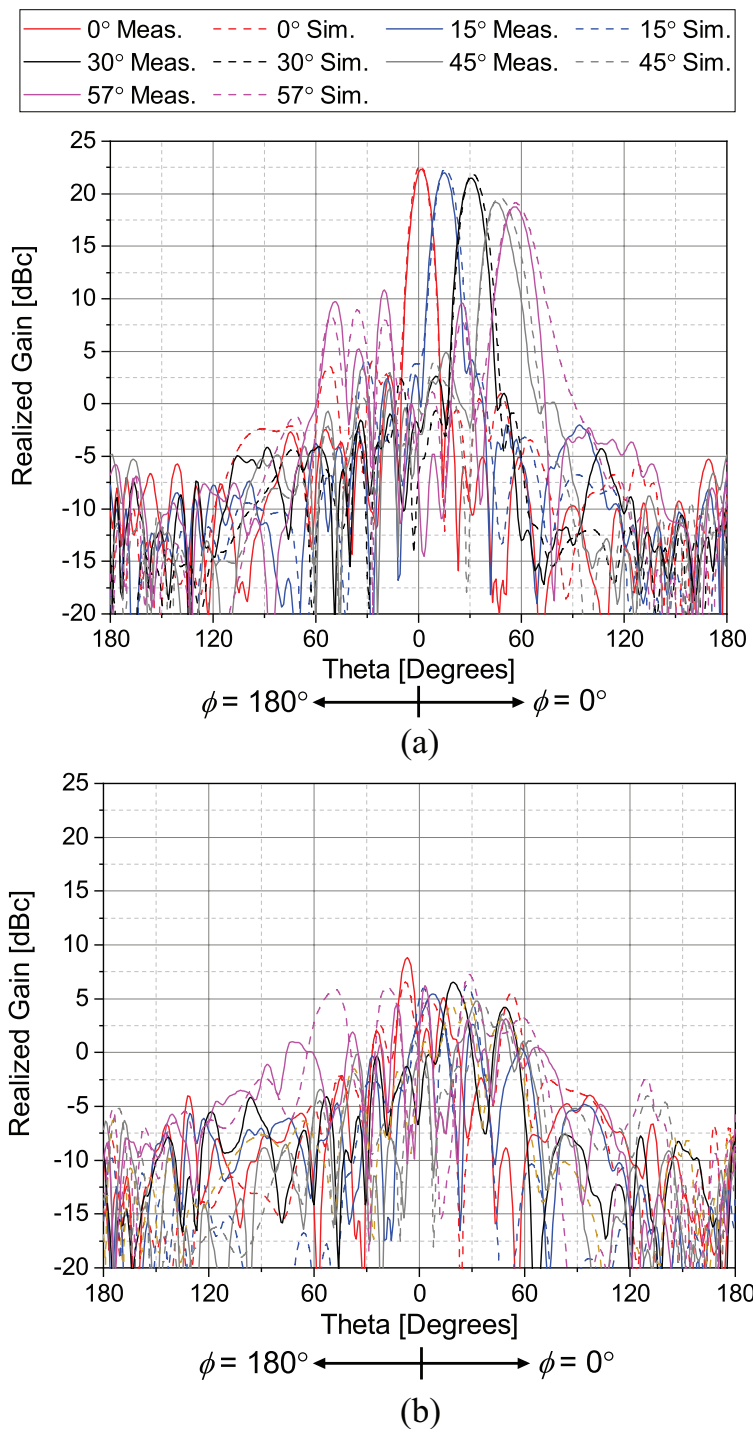 0° Meas. 0° Sim. 15° Meas. 15° Sim.
30° Meas. 30° Sim. 45° Meas. 45° Sim.
57° Meas. 57° Sim.
25
20
15
10
5
0
-5
-10
-15
-20
Realized Gain [dBc]
180 120 60 0 60 120 180
Theta [Degrees]
ϕ = 180° ϕ = 0°
(a)
25
20
15
10
5
0
-5
-10
-15
-20
Realized Gain [dBc]
180 120 60 0 60 120 180
Theta [Degrees]
ϕ = 180° ϕ = 0°
(b)